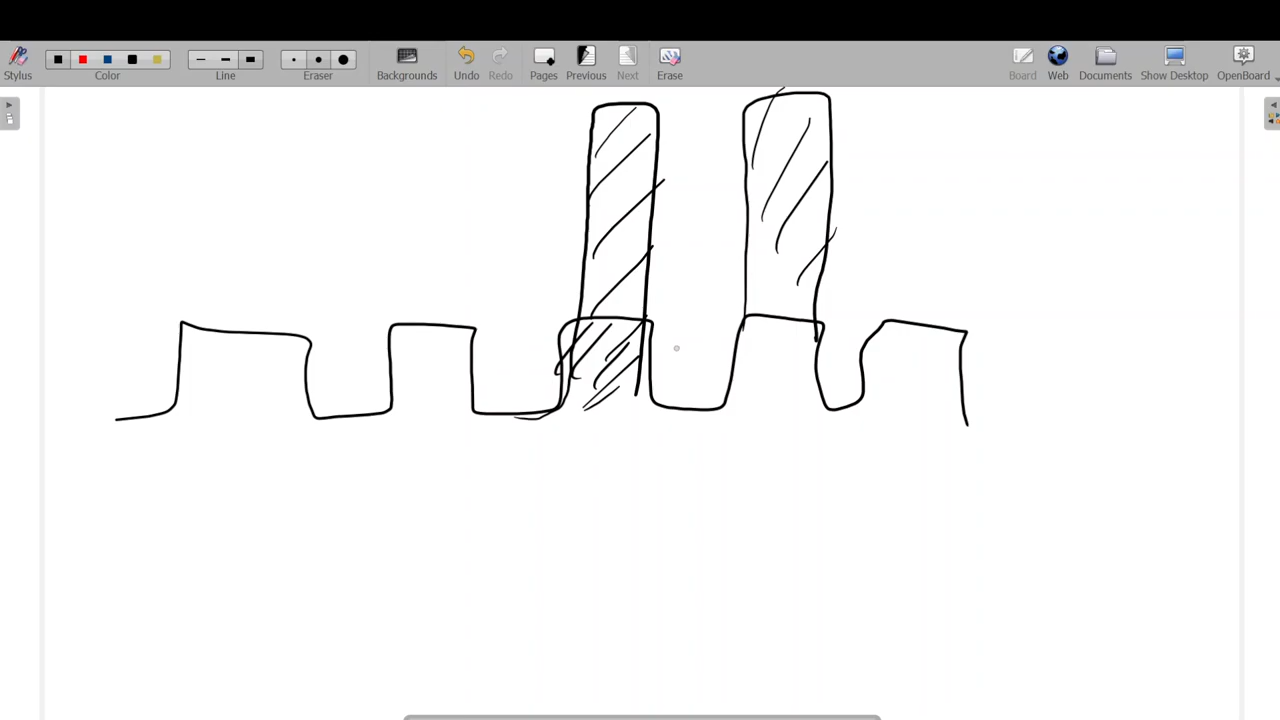 Stylus
Color
Line
Eraser
Backgrounds
Undo
Redo
Pages
Previous
Next
Erase
Board
Web
Documents
Show Desktop
OpenBoard